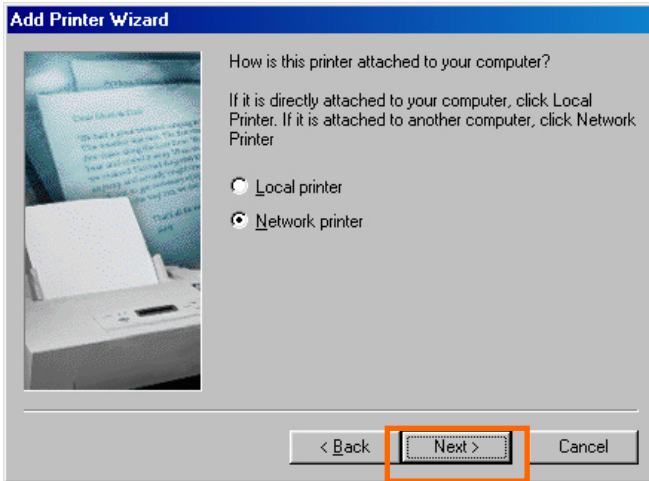 Add Printer Wizard
How is this printer attached to your computer?
If it is directly attached to your computer, click Local
Printer. If it is attached to another computer, click Network
Printer
Local printer
Network printer
< Back
Next >
Cancel